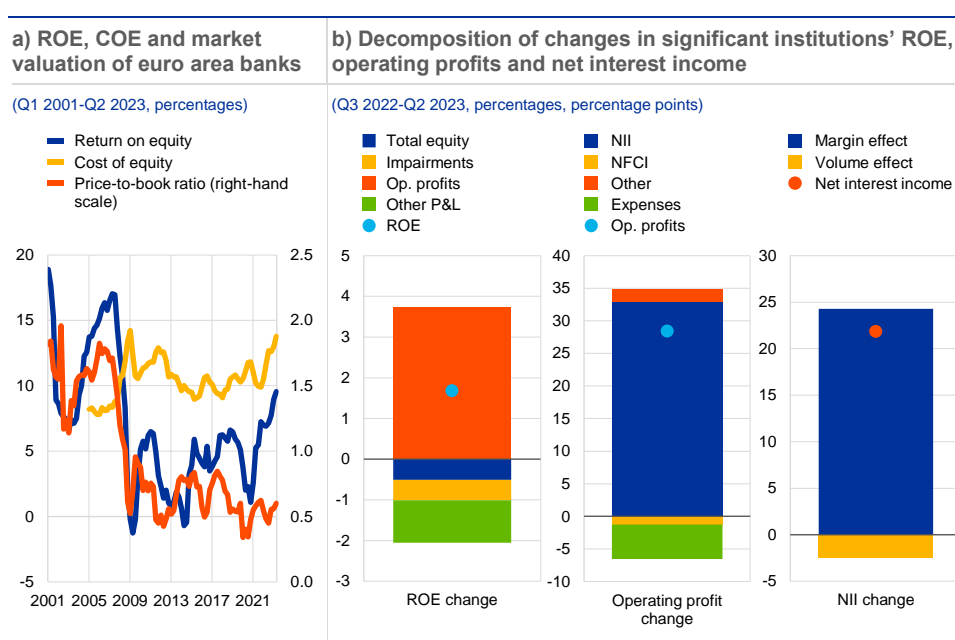 a) ROE, COE and market
valuation of euro area banks
(Q1 2001-Q2 2023, percentages)
Return on equity
Cost of equity
Price-to-book ratio (right-hand
scale)
20
15
10
5
0
-5
2.5
2.0
1.5
1.0
0.5
0.0
2001 2005 2009 2013 2017 2021
b) Decomposition of changes in significant institutions’ ROE,
operating profits and net interest income
(Q3 2022-Q2 2023, percentages, percentage points)
Total equity
Impairments
Op. profits
Other P&L
ROE
NII
NFCI
Other
Expenses
Op. profits
Margin effect
Volume effect
Net interest income
5
4
3
2
1
0
-1
-2
-3
ROE change
40
35
30
25
20
15
10
5
0
-5
-10
Operating profit
change
30
25
20
15
10
5
0
-5
NII change